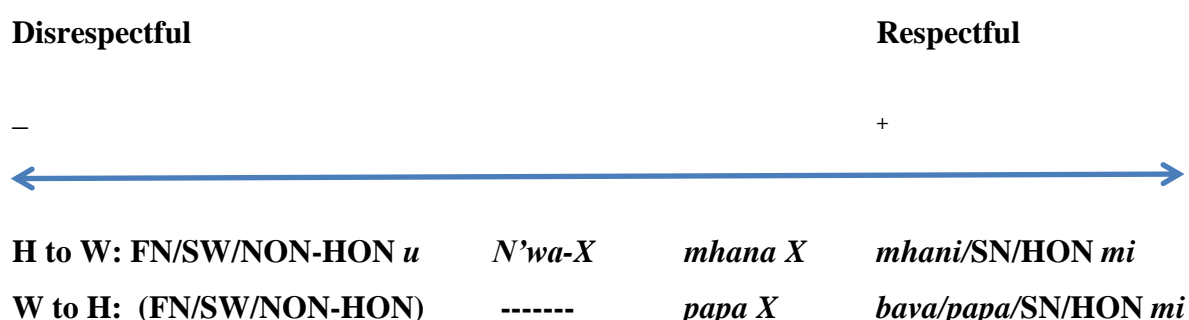 Disrespectful Respectful
– +
H to W: FN/SW/NON-HON u N’wa-X mhana X mhani/SN/HON mi
W to H: (FN/SW/NON-HON) ------- papa X bava/papa/SN/HON mi